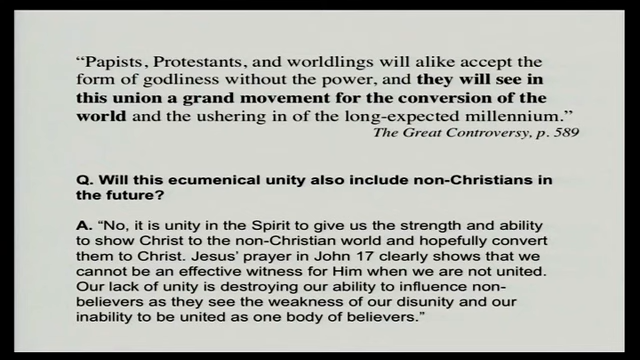 “Papists, Protestants, and worldlings will alike accept the
form of godliness without the power, and they will see in
this union a grand movement for the conversion of the
world and the ushering in of the long-expected millennium.”
The Great Controversy, p. 589
Q. Will this ecumenical unity also include non-Christians in
the future?
A. “No, it is unity in the Spirit to give us the strength and ability
to show Christ to the non-Christian world and hopefully convert
them to Christ. Jesus’ prayer in John 17 clearly shows that we
cannot be an effective witness for Him when we are not united.
Our lack of unity is destroying our ability to influence non-
believers as they see the weakness of our disunity and our
inability to be united as one body of believers.”